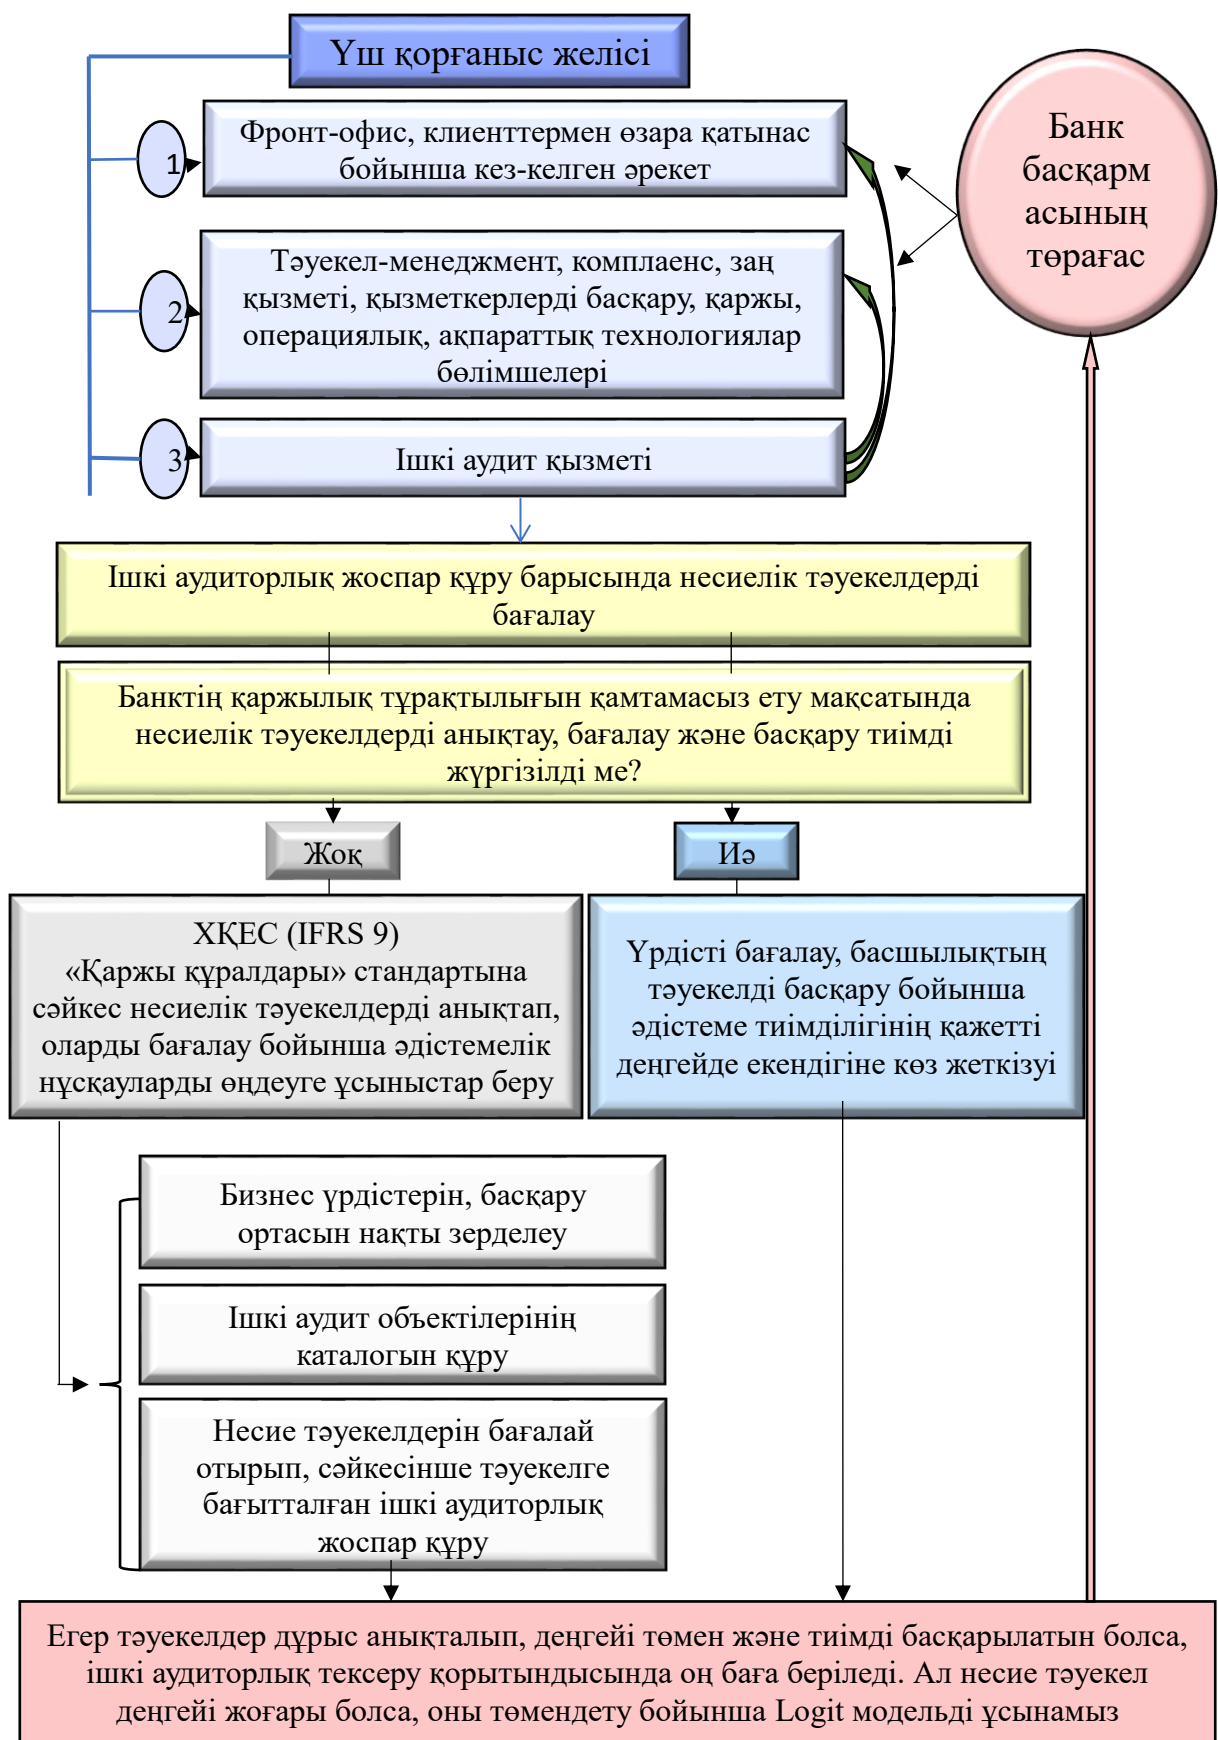 Үш қорғаныс желісі
1
Фронт-офис, клиенттермен өзара қатынас
бойынша кез-келген әрекет
Банк
басқарм
асының
төрағас
2
Тәуекел-менеджмент, комплаенс, заң
қызметі, қызметкерлерді басқару, қаржы,
операциялық, ақпараттық технологиялар
бөлімшелері
3
Ішкі аудит қызметі
Ішкі аудиторлық жоспар құру барысында несиелік тәуекелдерді
бағалау
Банктің қаржылық тұрақтылығын қамтамасыз ету мақсатында
несиелік тәуекелдерді анықтау, бағалау және басқару тиімді
жүргізілді ме?
Жоқ
Иә
ХҚЕС (IFRS 9)
«Қаржы құралдары» стандартына
сәйкес несиелік тәуекелдерді анықтап,
оларды бағалау бойынша әдістемелік
нұсқауларды өңдеуге ұсыныстар беру
Үрдісті бағалау, басшылықтың
тәуекелді басқару бойынша
әдістеме тиімділігінің қажетті
деңгейде екендігіне көз жеткізуі
Бизнес үрдістерін, басқару
ортасын нақты зерделеу
Ішкі аудит объектілерінің
каталогын құру
Несие тәуекелдерін бағалай
отырып, сәйкесінше тәуекелге
бағытталған ішкі аудиторлық
жоспар құру
Егер тәуекелдер дұрыс анықталып, деңгейі төмен және тиімді басқарылатын болса,
ішкі аудиторлық тексеру қорытындысында оң баға беріледі. Ал несие тәуекел
деңгейі жоғары болса, оны төмендету бойынша Logit модельді ұсынамыз